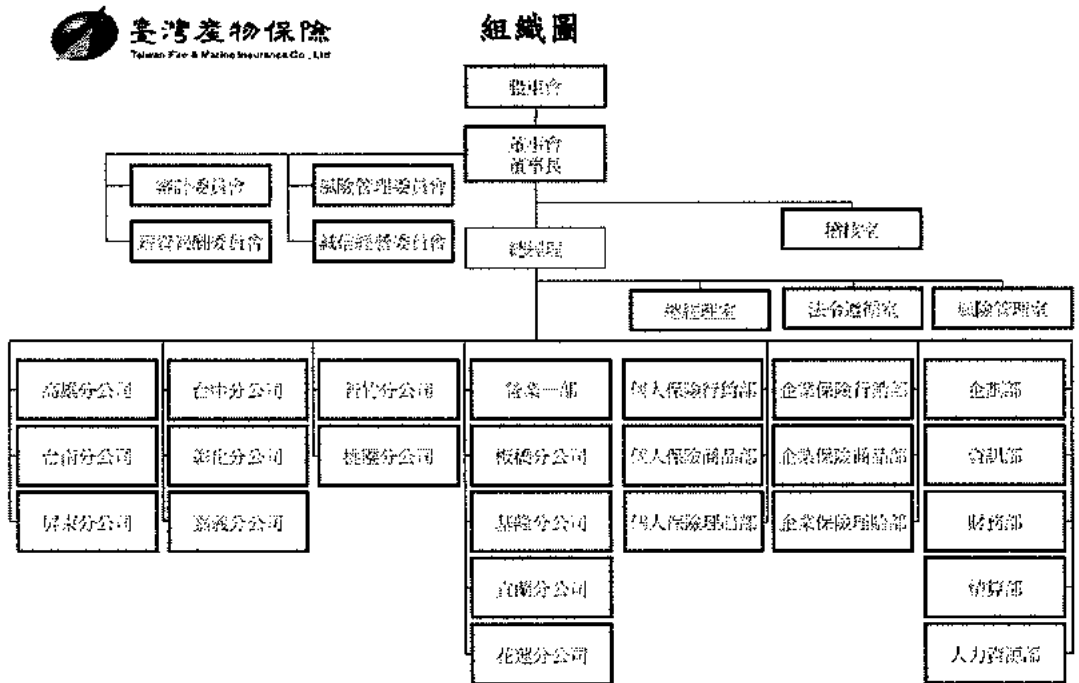 臺灣產物保險
Taiwan Fire & Marine Insurance Co., Ltd
組織圖
股東會
董事會
董事長
審計委員會
風險管理委員會
薪資報酬委員會
誠信經營委員會
稽核室
總經理
總經理室
法令遵循室
風險管理室
高雄分公司
台中分公司
新竹分公司
營業一部
個人保險行銷部
企業保險行銷部
企劃部
台南分公司
彰化分公司
桃園分公司
板橋分公司
個人保險商品部
企業保險商品部
資訊部
屏東分公司
嘉義分公司
基隆分公司
個人保險理賠部
企業保險理賠部
財務部
宜蘭分公司
精算部
花蓮分公司
人力資源部